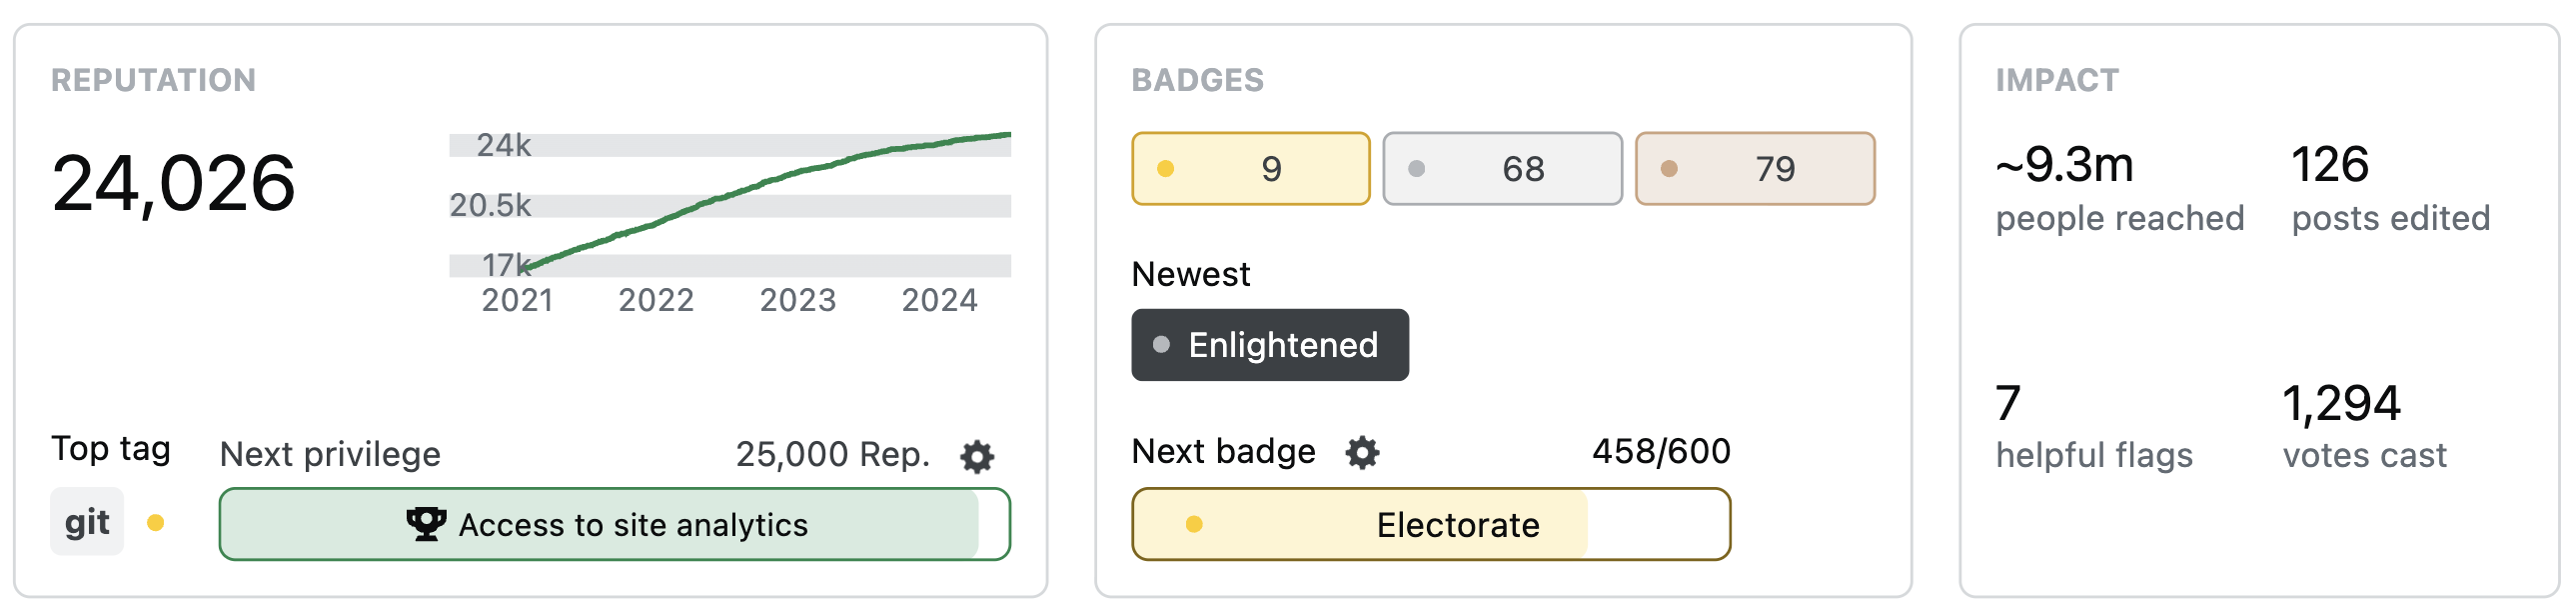 REPUTATION
24,026
24k
20.5k
17k
2021 2022 2023 2024
Top tag
git
Next privilege 25,000 Rep.
Access to site analytics
BADGES
9 68 79
Newest
Enlightened
Next badge 458/600
Electorate
IMPACT
~9.3m
people reached
126
posts edited
7
helpful flags
1,294
votes cast